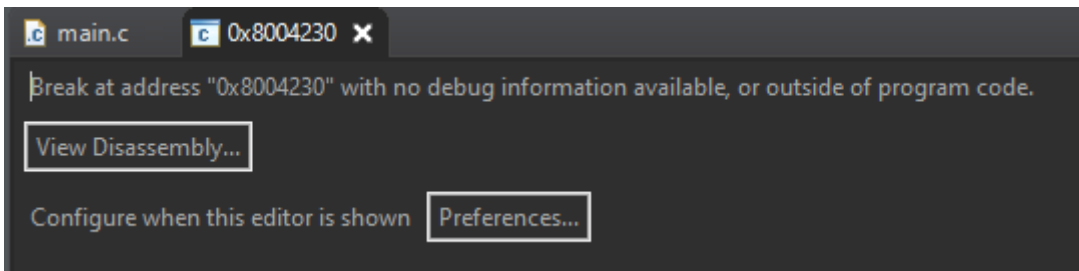 main.c
0x8004230
Break at address "0x8004230" with no debug information available, or outside of program code.
View Disassembly...
Configure when this editor is shown Preferences...